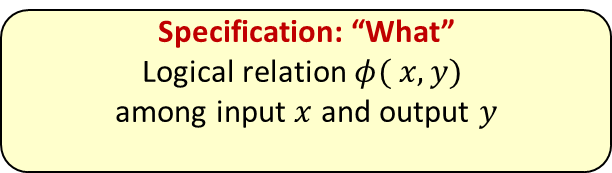 Specification: “What”
Logical relation 𝜙( 𝑥, 𝑦)
among input 𝑥 and output 𝑦